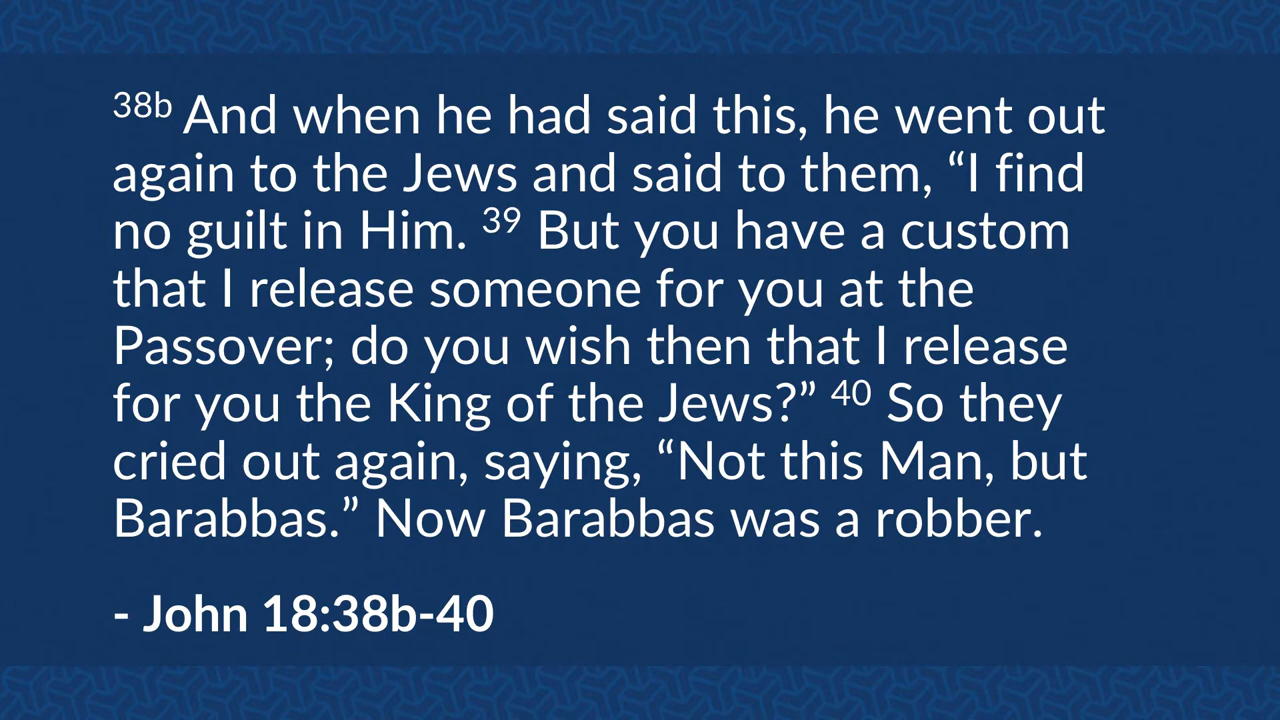 38b And when he had said this, he went out
again to the Jews and said to them, “I find
no guilt in Him. 39 But you have a custom
that I release someone for you at the
Passover; do you wish then that I release
for you the King of the Jews?” 40 So they
cried out again, saying, “Not this Man, but
Barabbas.” Now Barabbas was a robber.
- John 18:38b-40